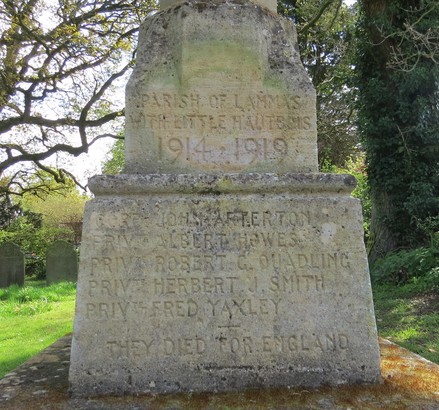 PARISH OF LAMMAS
WITH LITTLE HAUTBOIS
1914-1919
JOHN ATTERTON
PRIVTE ALBERT HOWES
PRIVTE ROBERT G. QUADLING
PRIVTE HERBERT J. SMITH
PRIVTE FRED YAXLEY
THEY DIED FOR ENGLAND